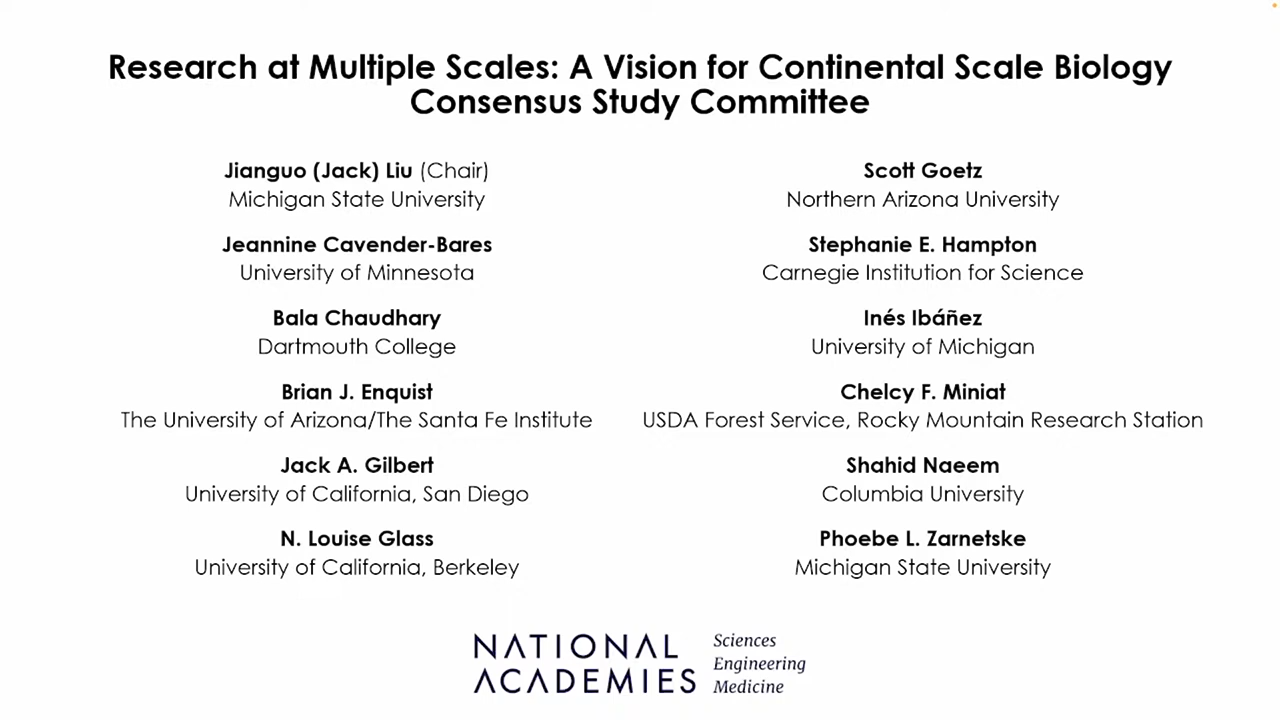 Research at Multiple Scales: A Vision for Continental Scale Biology
Consensus Study Committee
Jianguo (Jack) Liu (Chair)
Michigan State University
Jeannine Cavender-Bares
University of Minnesota
Bala Chaudhary
Dartmouth College
Brian J. Enquist
The University of Arizona/The Santa Fe Institute
Jack A. Gilbert
University of California, San Diego
N. Louise Glass
University of California, Berkeley
Scott Goetz
Northern Arizona University
Stephanie E. Hampton
Carnegie Institution for Science
Inés Ibáñez
University of Michigan
Chelcy F. Miniat
USDA Forest Service, Rocky Mountain Research Station
Shahid Naeem
Columbia University
Phoebe L. Zarnetske
Michigan State University
NATIONAL
ACADEMIES
Sciences
Engineering
Medicine